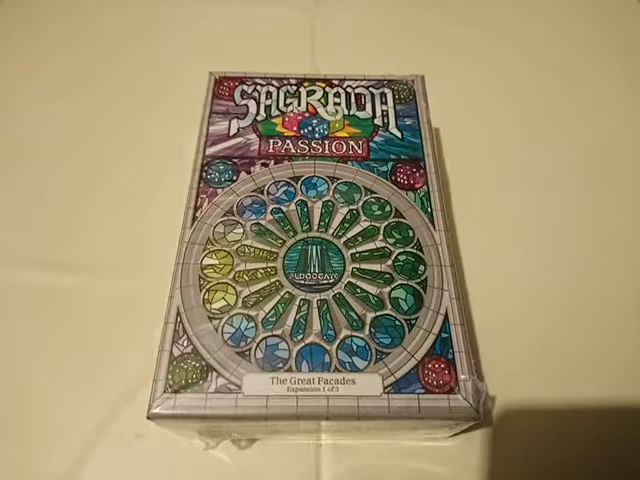 SAGRADA
PASSION
FLOODGATE
The Great Facades
Expansion 1 of 3